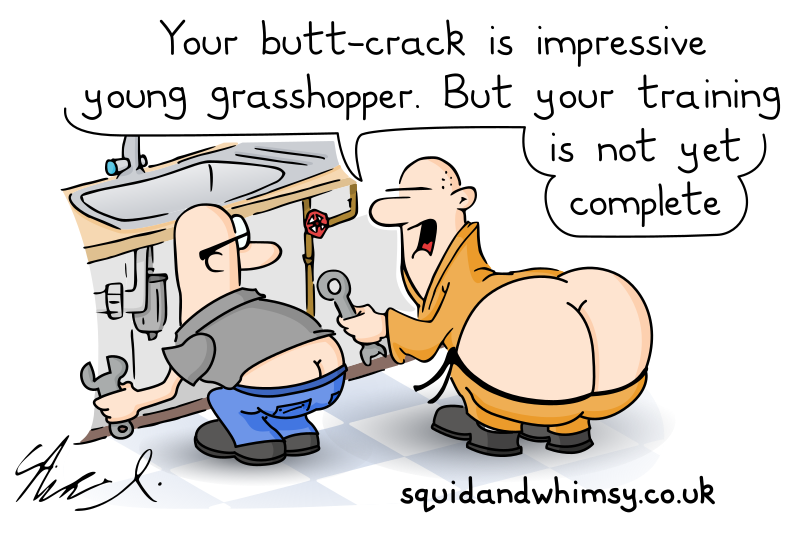 Your butt-crack is impressive
young grasshopper. But your training
is not yet
complete
squidandwhimsy.co.uk